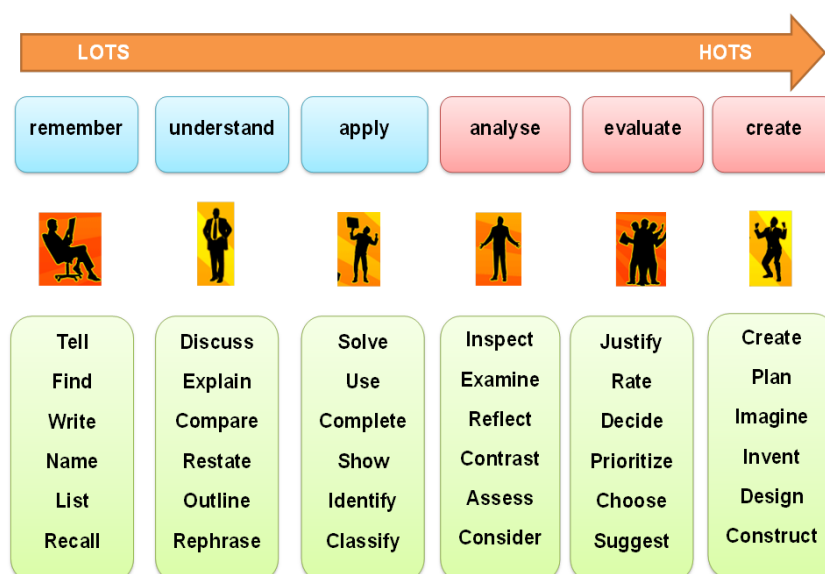 LOTS HOTS
remember understand apply analyse evaluate create
Tell
Find
Write
Name
List
Recall
Discuss
Explain
Compare
Restate
Outline
Rephrase
Solve
Use
Complete
Show
Identify
Classify
Inspect
Examine
Reflect
Contrast
Assess
Consider
Justify
Rate
Decide
Prioritize
Choose
Suggest
Create
Plan
Imagine
Invent
Design
Construct